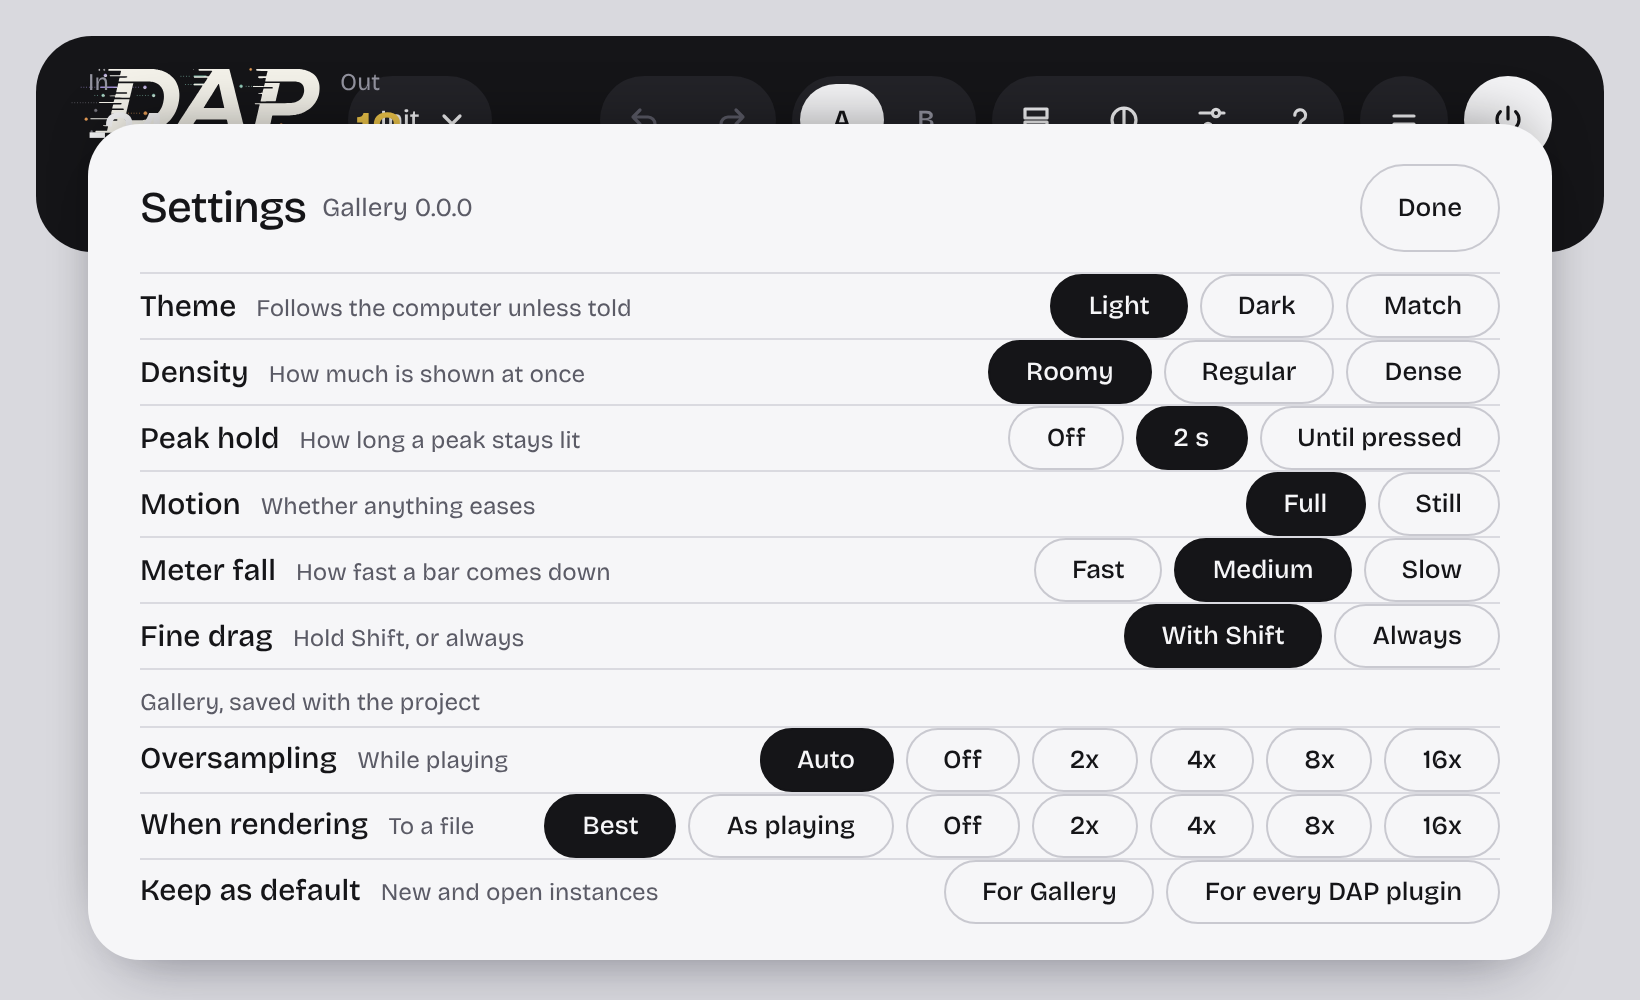 In DAP Out
Init A B ?
Settings Gallery 0.0.0 Done
Theme Follows the computer unless told Light Dark Match
Density How much is shown at once Roomy Regular Dense
Peak hold How long a peak stays lit Off 2 s Until pressed
Motion Whether anything eases Full Still
Meter fall How fast a bar comes down Fast Medium Slow
Fine drag Hold Shift, or always With Shift Always
Gallery, saved with the project
Oversampling While playing Auto Off 2x 4x 8x 16x
When rendering To a file Best As playing Off 2x 4x 8x 16x
Keep as default New and open instances For Gallery For every DAP plugin